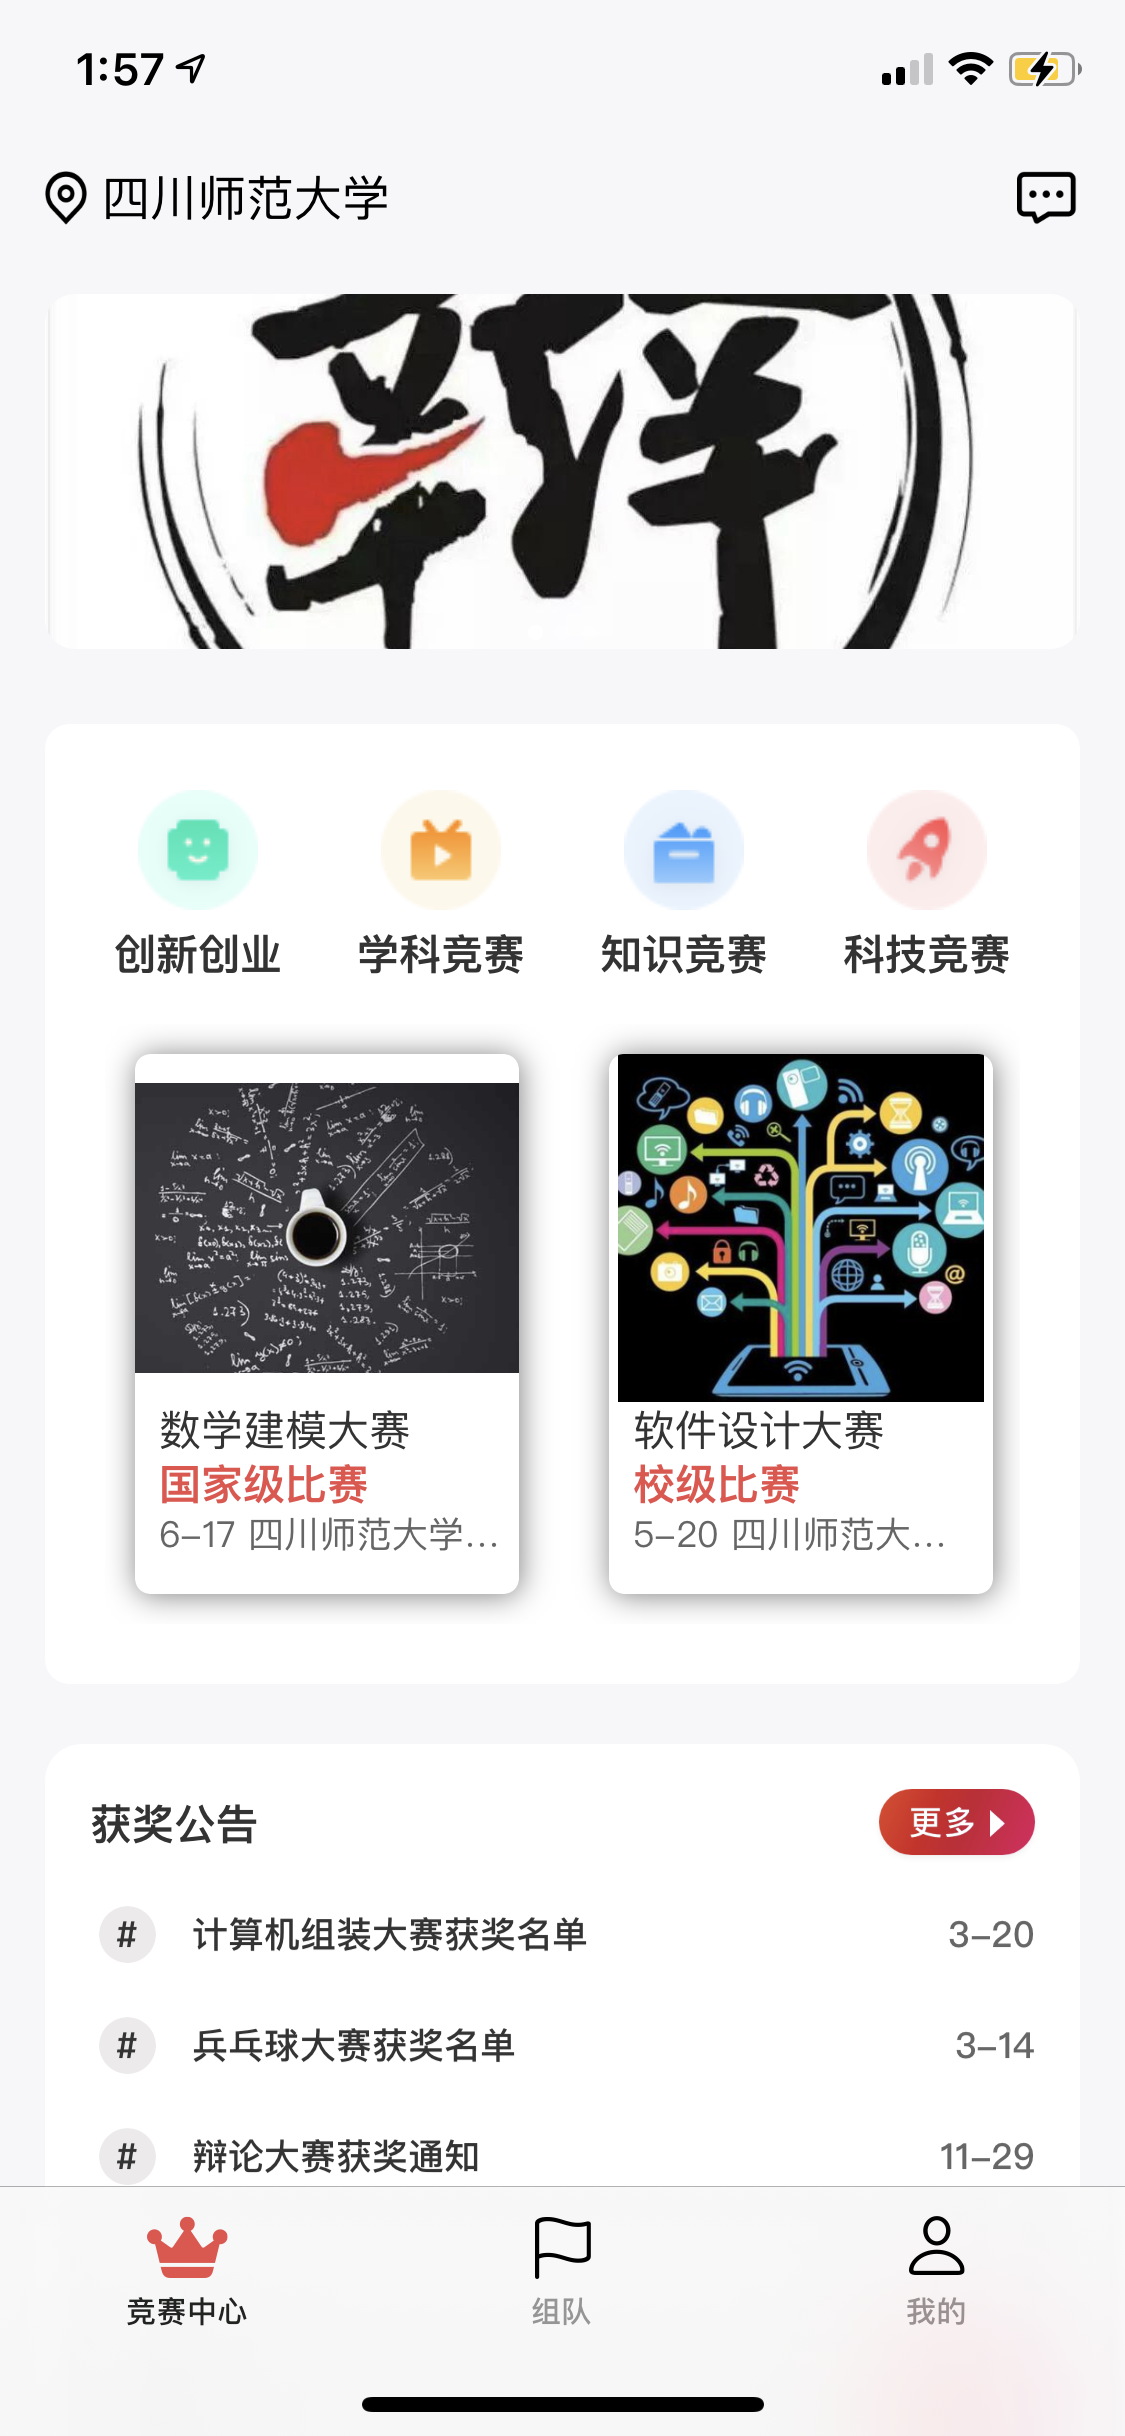 1:57
四川师范大学
创新创业
学科竞赛
知识竞赛
科技竞赛
数学建模大赛
国家级比赛
6-17 四川师范大学...
软件设计大赛
校级比赛
5-20 四川师范大...
获奖公告
更多
# 计算机组装大赛获奖名单 3-20
# 兵乓球大赛获奖名单 3-14
# 辩论大赛获奖通知 11-29
竞赛中心
组队
我的